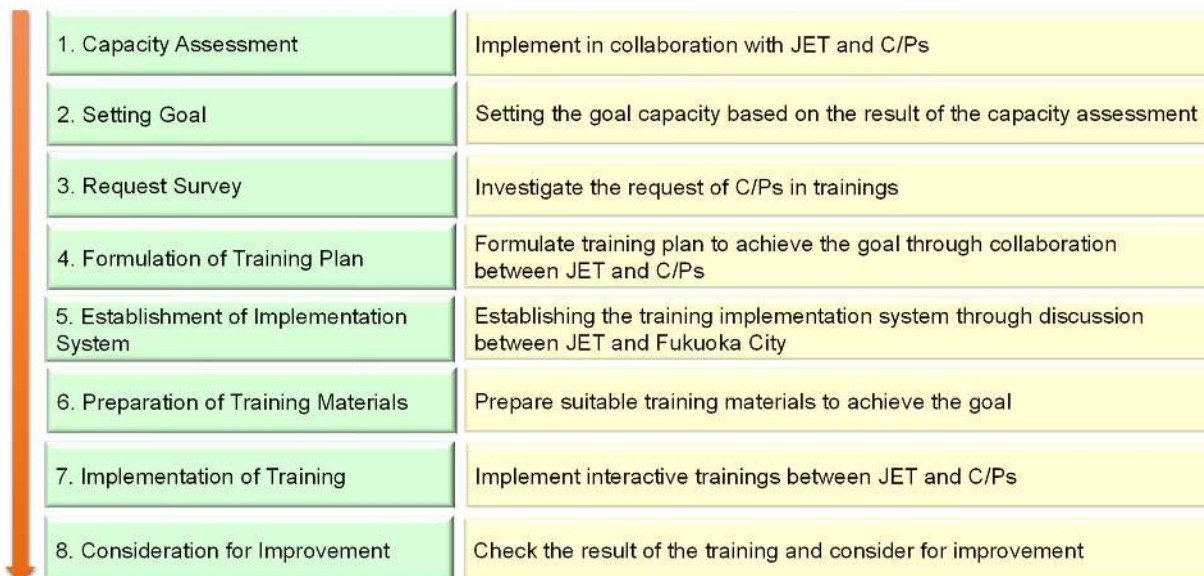 1. Capacity Assessment
Implement in collaboration with JET and C/Ps
2. Setting Goal
Setting the goal capacity based on the result of the capacity assessment
3. Request Survey
Investigate the request of C/Ps in trainings
4. Formulation of Training Plan
Formulate training plan to achieve the goal through collaboration
between JET and C/Ps
5. Establishment of Implementation
System
Establishing the training implementation system through discussion
between JET and Fukuoka City
6. Preparation of Training Materials
Prepare suitable training materials to achieve the goal
7. Implementation of Training
Implement interactive trainings between JET and C/Ps
8. Consideration for Improvement
Check the result of the training and consider for improvement